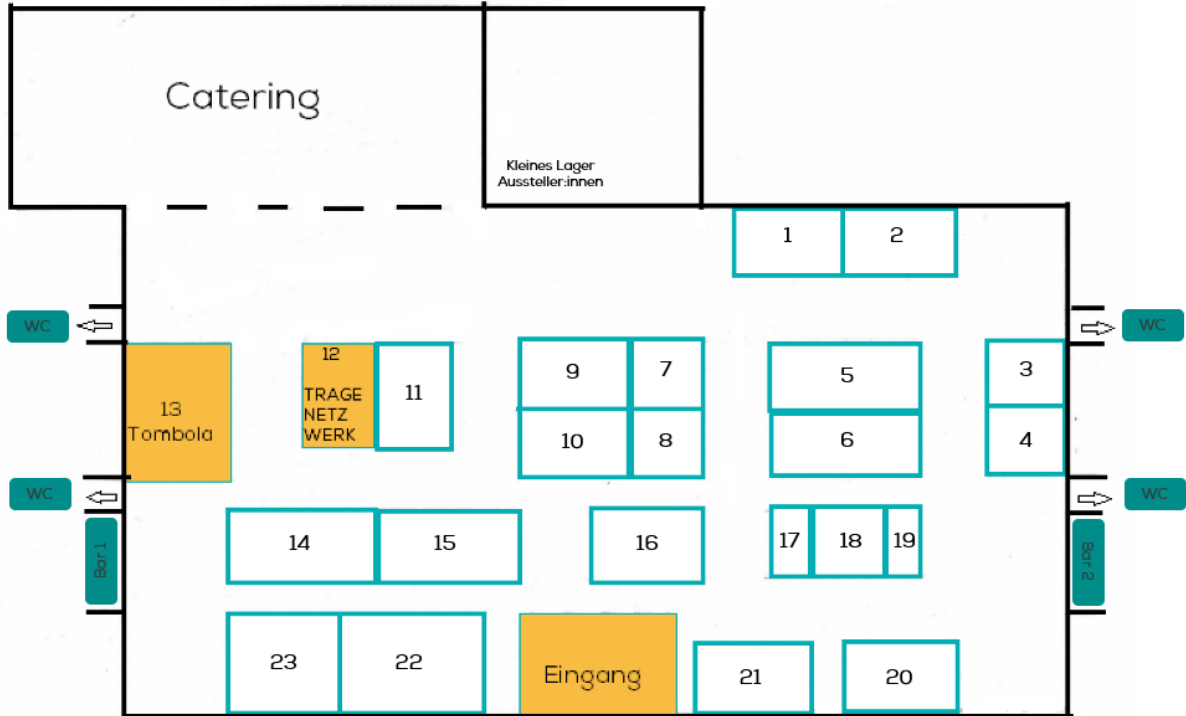 Catering
Kleines Lager
Aussteller:innen
1
2
WC
WC
12
TRAGE
NETZ
WERK
11
9
7
5
3
13
Tombola
10
8
6
4
WC
WC
14
15
16
17
18
19
Bar 1
Bar 2
23
22
Eingang
21
20